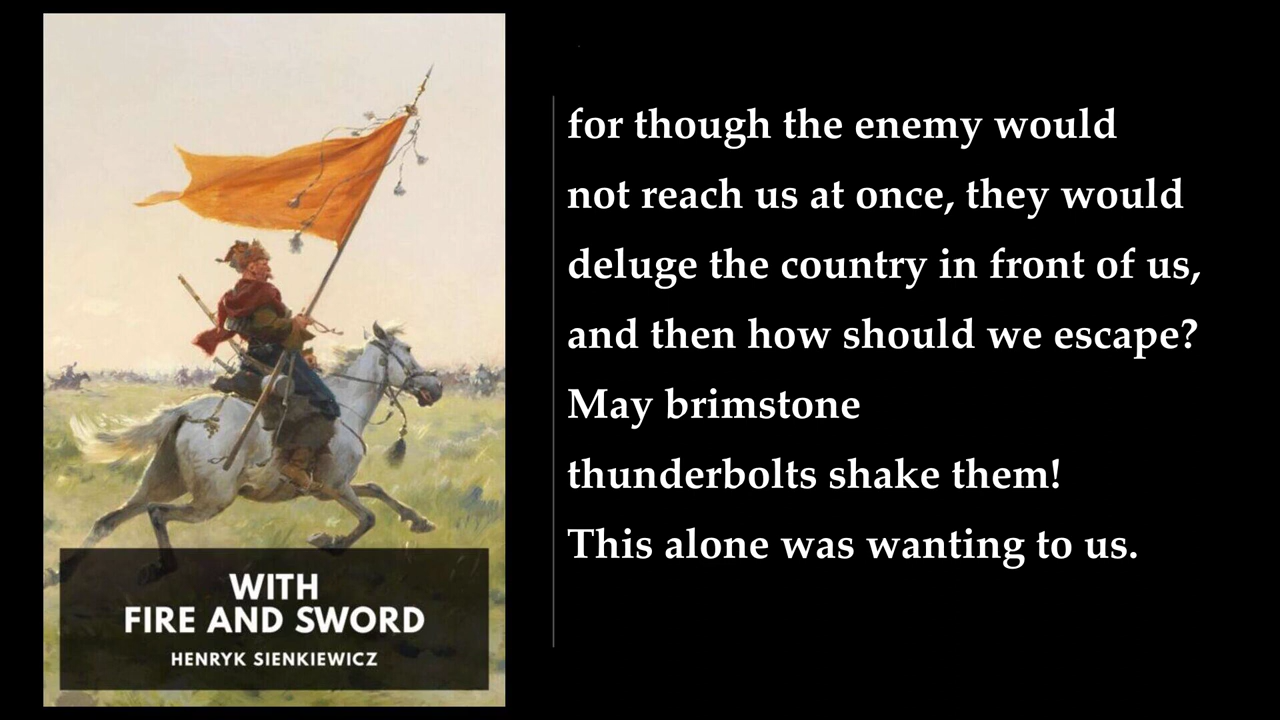 WITH
FIRE AND SWORD
HENRYK SIENKIEWICZ
for though the enemy would
not reach us at once, they would
deluge the country in front of us,
and then how should we escape?
May brimstone
thunderbolts shake them!
This alone was wanting to us.